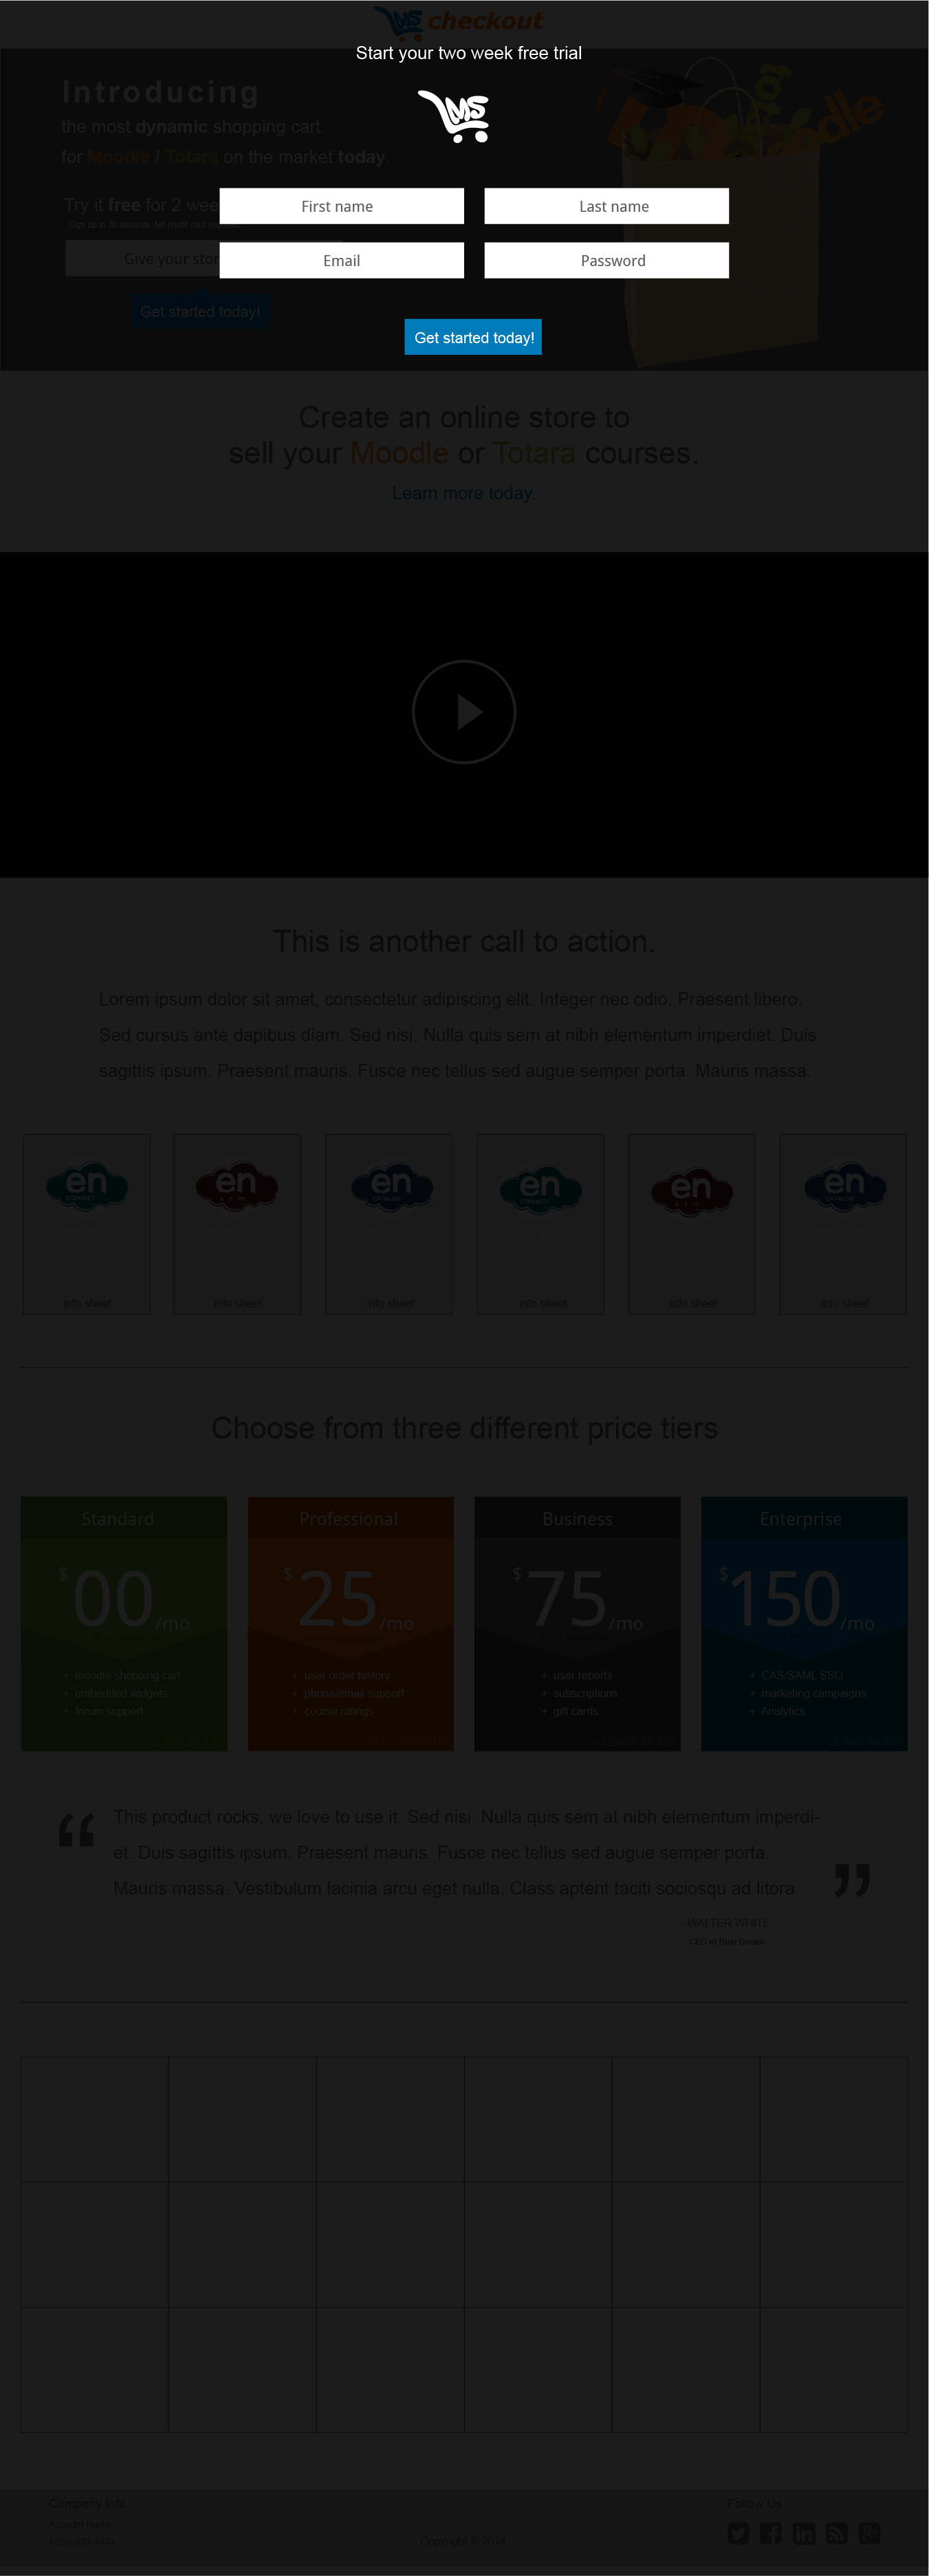 LMS checkout
Start your two week free trial
LMS
Introducing
the most dynamic shopping cart
for Moodle / Totara on the market today.
Try it free for 2 wee
Sign up in 30 seconds. No credit card required.
First name
Last name
Give your stor
Email
Password
Get started today!
Get started today!
Create an online store to
sell your Moodle or Totara courses.
Learn more today.
This is another call to action.
Lorem ipsum dolor sit amet, consectetur adipiscing elit. Integer nec odio. Praesent libero.
Sed cursus ante dapibus diam. Sed nisi. Nulla quis sem at nibh elementum imperdiet. Duis
sagittis ipsum. Praesent mauris. Fusce nec tellus sed augue semper porta. Mauris massa.
en CONNECT
en
en CATALOG
en CONNECT
en
en CATALOG
info sheet
info sheet
info sheet
info sheet
info sheet
info sheet
Choose from three different price tiers
Standard
$00/mo
+ moodle shopping cart
+ embedded widgets
+ forum support
Professional
$25/mo
+ user order history
+ phone/email support
+ course ratings
Business
$75/mo
+ user reports
+ subscriptions
+ gift cards
+ LEARN MORE
Enterprise
$150/mo
+ CAS/SAML SSO
+ marketing campaigns
+ Analytics
+ LEARN MORE
“ This product rocks, we love to use it. Sed nisi. Nulla quis sem at nibh elementum imperdi-
et. Duis sagittis ipsum. Praesent mauris. Fusce nec tellus sed augue semper porta.
Mauris massa. Vestibulum lacinia arcu eget nulla. Class aptent taciti sociosqu ad litora ”
--WALTER WHITE
CEO at Blue Dream
Company Info
Account Name
Copyright © 2014
Follow Us